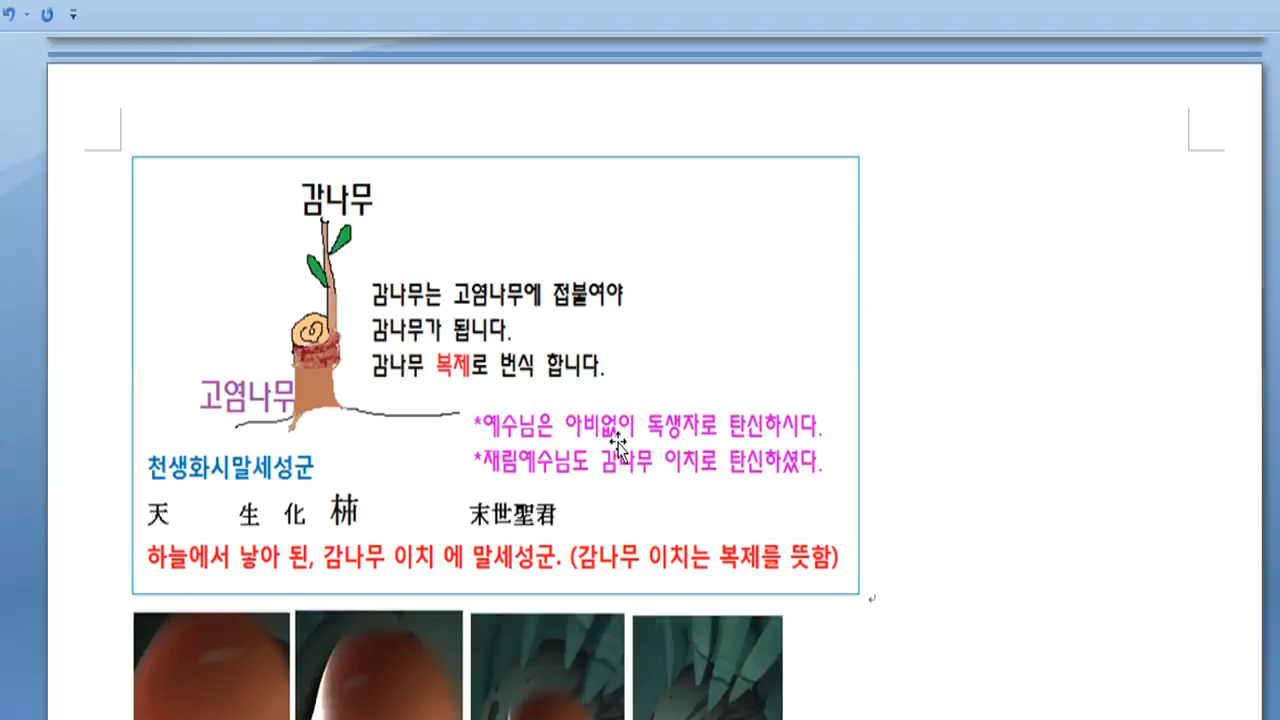 감나무
감나무는 고염나무에 접붙여야
감나무가 됩니다.
감나무 복제로 번식 합니다.
고염나무
*예수님은 아비없이 독생자로 탄신하시다.
*재림예수님도 감나무 이치로 탄신하셨다.
천생화시말세성군
天 生 化 柹 末世聖君
하늘에서 낳아 된, 감나무 이치 에 말세성군. (감나무 이치는 복제를 뜻함)